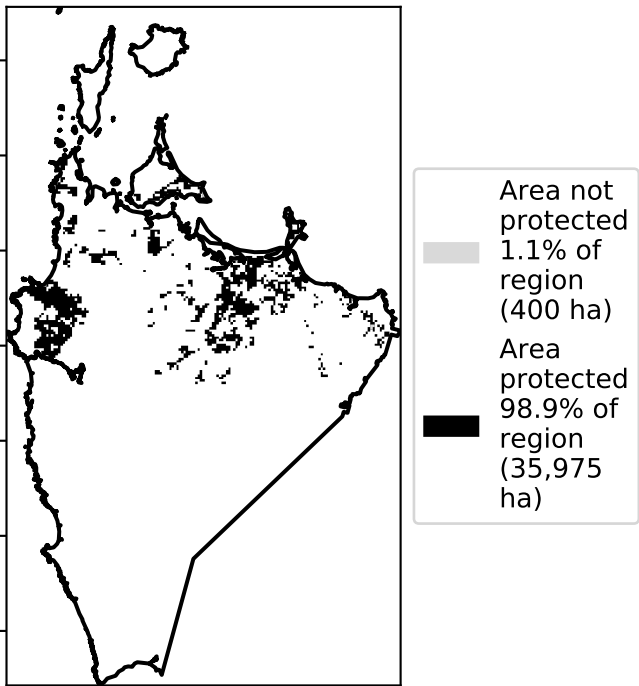 Area not
protected
1.1% of
region
(400 ha)
Area
protected
98.9% of
region
(35,975
ha)